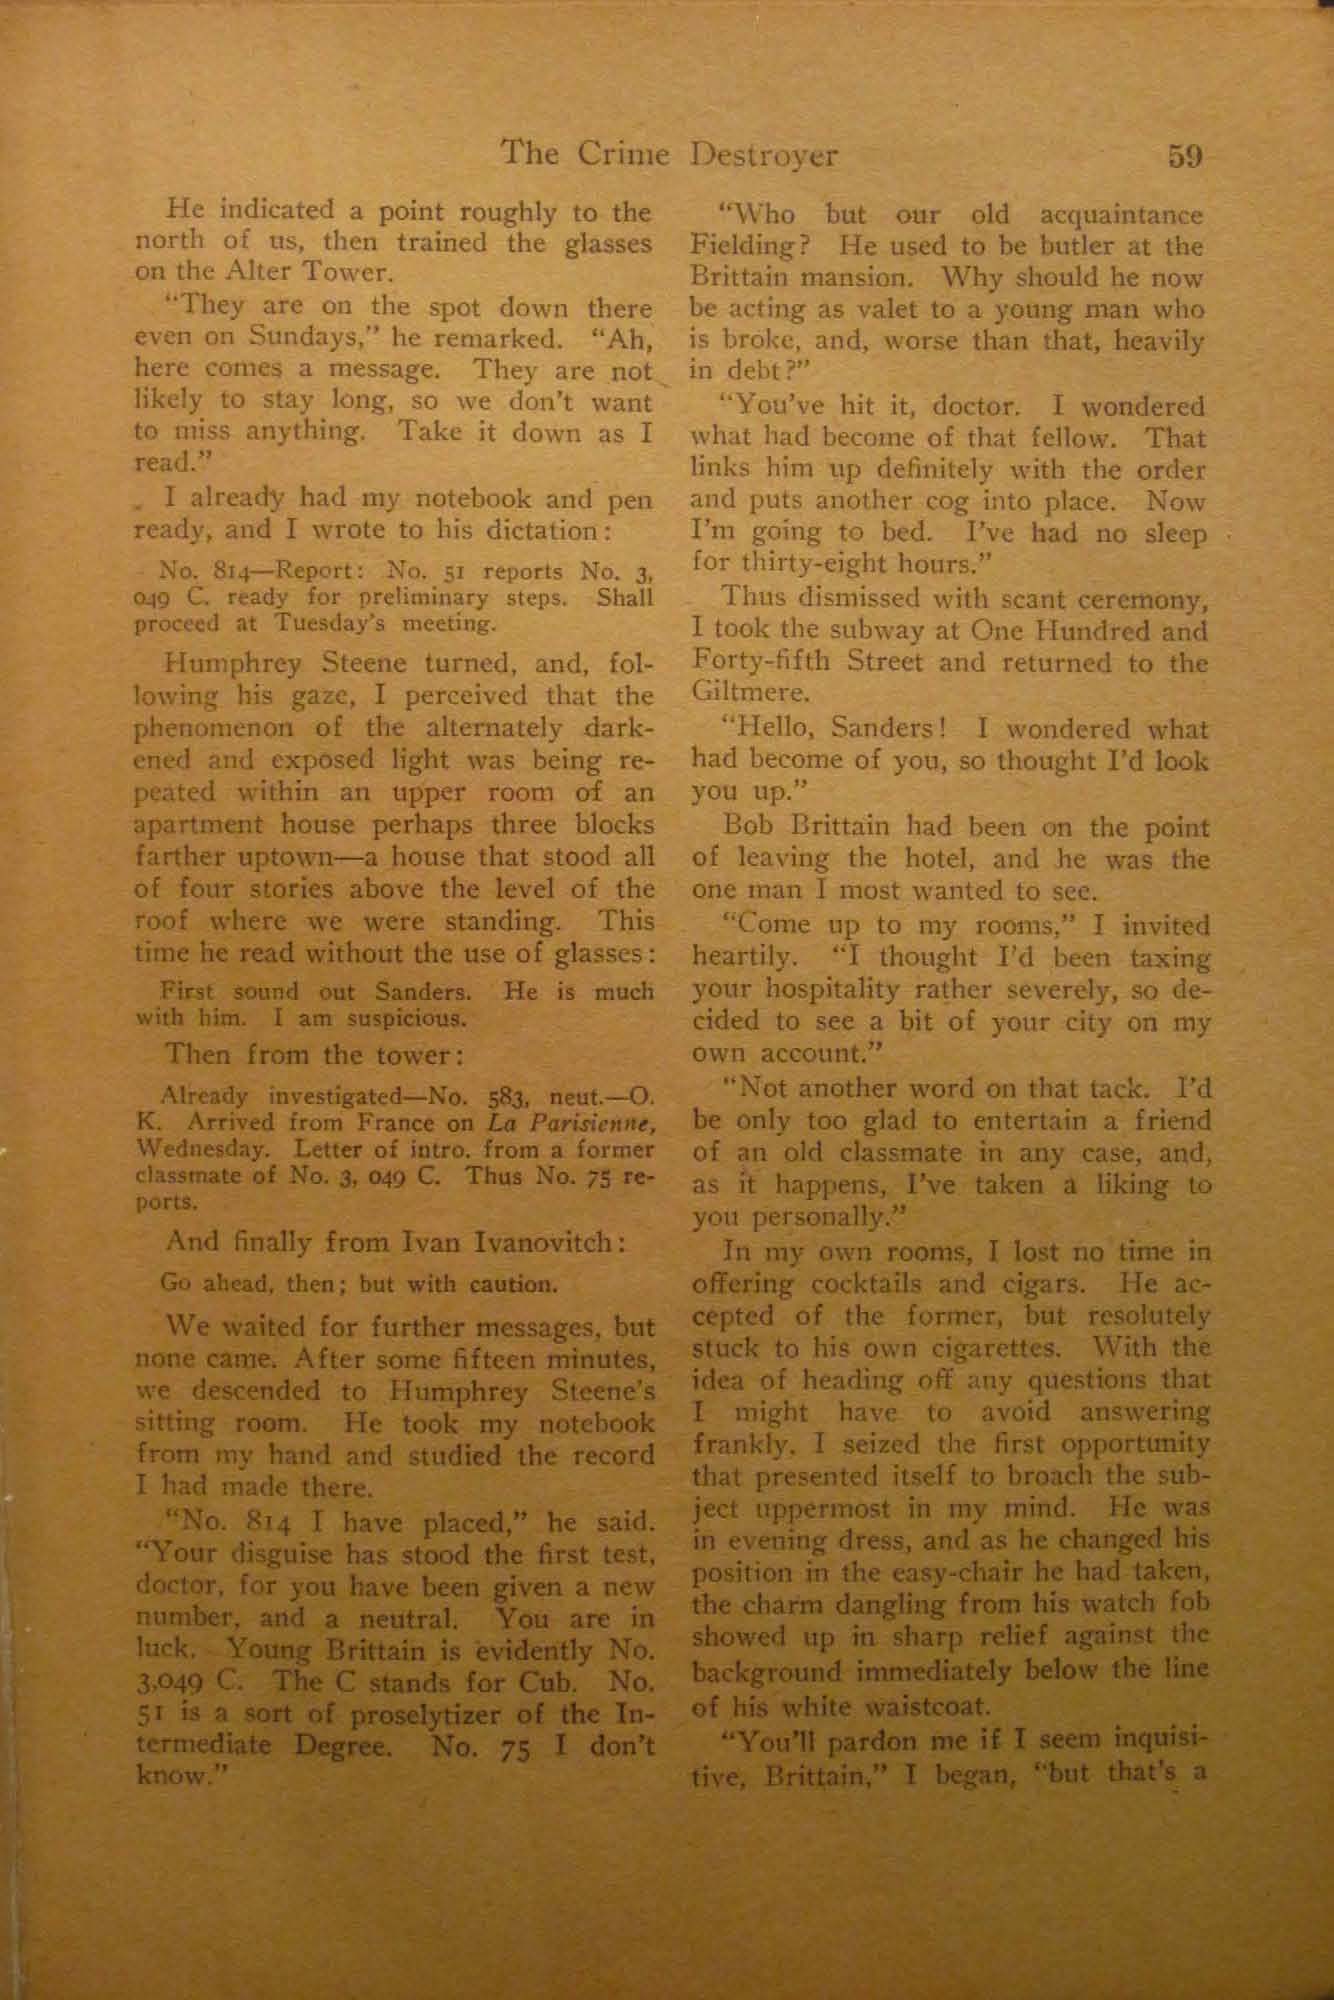 The Crime Destroyer 59
He indicated a point roughly to the
north of us, then trained the glasses
on the Alter Tower.
“They are on the spot down there
even on Sundays,” he remarked. “Ah,
here comes a message. They are not
likely to stay long, so we don’t want
to miss anything. Take it down as I
read.”
I already had my notebook and pen
ready, and I wrote to his dictation:
No. 814—Report: No. 51 reports No. 3,
049 C. ready for preliminary steps. Shall
proceed at Tuesday’s meeting.
Humphrey Steene turned, and, fol-
lowing his gaze, I perceived that the
phenomenon of the alternately dark-
ened and exposed light was being re-
peated within an upper room of an
apartment house perhaps three blocks
farther uptown—a house that stood all
of four stories above the level of the
roof where we were standing. This
time he read without the use of glasses:
First sound out Sanders. He is much
with him. I am suspicious.
Then from the tower:
Already investigated—No. 583, neut.—O.
K. Arrived from France on La Parisienne,
Wednesday. Letter of intro. from a former
classmate of No. 3, 049 C. Thus No. 75 re-
ports.
And finally from Ivan Ivanovitch:
Go ahead, then; but with caution.
We waited for further messages, but
none came. After some fifteen minutes,
we descended to Humphrey Steene’s
sitting room. He took my notebook
from my hand and studied the record
I had made there.
“No. 814 I have placed,” he said.
“Your disguise has stood the first test,
doctor, for you have been given a new
number, and a neutral. You are in
luck. Young Brittain is evidently No.
3,049 C. The C stands for Cub. No.
51 is a sort of proselytizer of the In-
termediate Degree. No. 75 I don’t
know.”
“Who but our old acquaintance
Fielding? He used to be butler at the
Brittain mansion. Why should he now
be acting as valet to a young man who
is broke, and, worse than that, heavily
in debt?”
“You’ve hit it, doctor. I wondered
what had become of that fellow. That
links him up definitely with the order
and puts another cog into place. Now
I’m going to bed. I’ve had no sleep
for thirty-eight hours.”
Thus dismissed with scant ceremony,
I took the subway at One Hundred and
Forty-fifth Street and returned to the
Giltmere.
“Hello, Sanders! I wondered what
had become of you, so thought I’d look
you up.”
Bob Brittain had been on the point
of leaving the hotel, and he was the
one man I most wanted to see.
“Come up to my rooms,” I invited
heartily. “I thought I’d been taxing
your hospitality rather severely, so de-
cided to see a bit of your city on my
own account.”
“Not another word on that tack. I’d
be only too glad to entertain a friend
of an old classmate in any case, and,
as it happens, I’ve taken a liking to
you personally.”
In my own rooms, I lost no time in
offering cocktails and cigars. He ac-
cepted of the former, but resolutely
stuck to his own cigarettes. With the
idea of heading off any questions that
I might have to avoid answering
frankly, I seized the first opportunity
that presented itself to broach the sub-
ject uppermost in my mind. He was
in evening dress, and as he changed his
position in the easy-chair he had taken,
the charm dangling from his watch fob
showed up in sharp relief against the
background immediately below the line
of his white waistcoat.
“You’ll pardon me if I seem inquisi-
tive, Brittain,” I began, “but that’s a